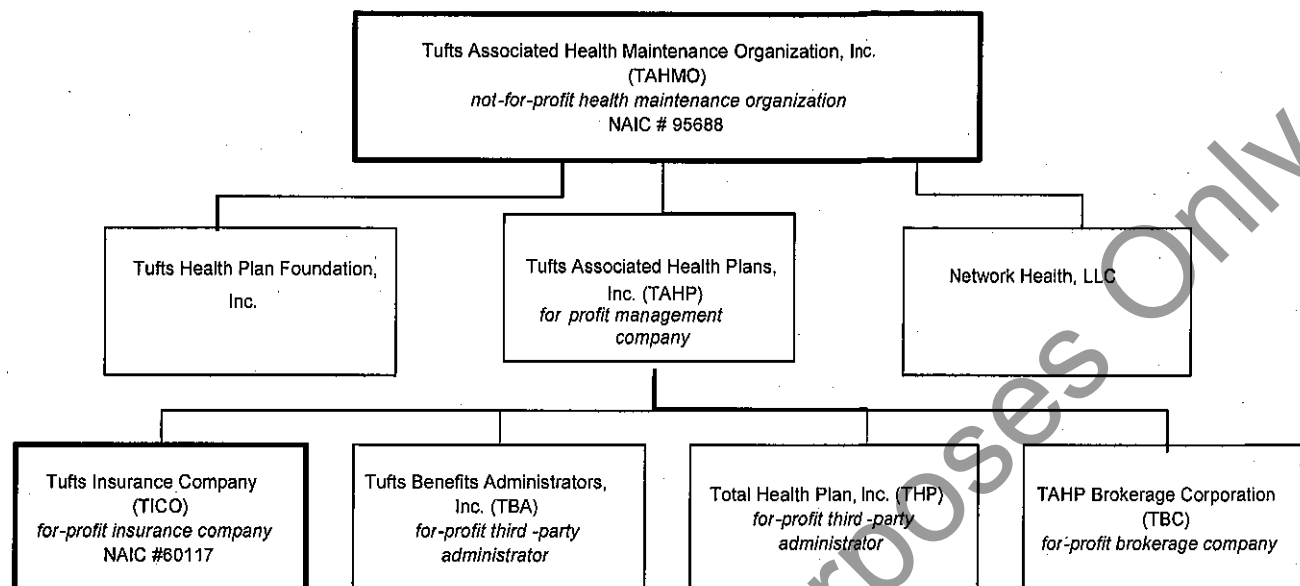 Tufts Associated Health Maintenance Organization, Inc.
(TAHMO)
not-for-profit health maintenance organization
NAIC # 95688
Tufts Health Plan Foundation,
Inc.
Tufts Associated Health Plans,
Inc. (TAHP)
for profit management
company
Network Health, LLC
Tufts Insurance Company
(TICO)
for-profit insurance company
NAIC #60117
Tufts Benefits Administrators,
Inc. (TBA)
for-profit third -party
administrator
Total Health Plan, Inc. (THP)
for-profit third -party
administrator
TAHP Brokerage Corporation
(TBC)
for-profit brokerage company
rposes Only